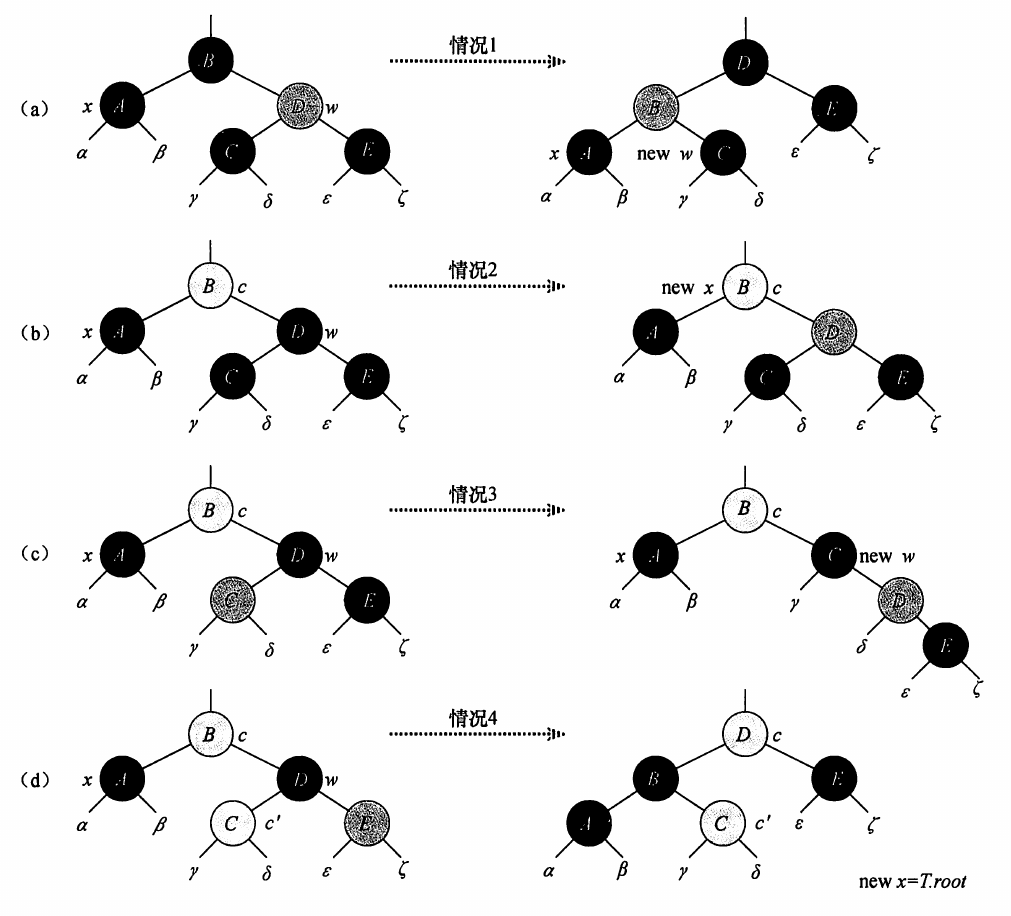 情况1
B D
(a) x A D w B E
C E x A new w C ε ζ
α β γ δ ε ζ α β γ δ
情况2
B c new x B c
(b) x A D w A D
α β C E α β C E
γ δ ε ζ γ δ ε ζ
情况3
B c B c
(c) x A D w x A C new w
α β C E α β γ D
γ δ ε ζ δ E
ε ζ
情况4
B c D c
(d) x A D w B E
α β C c' E A C c' ε ζ
γ δ ε ζ α β γ δ
new x=T.root